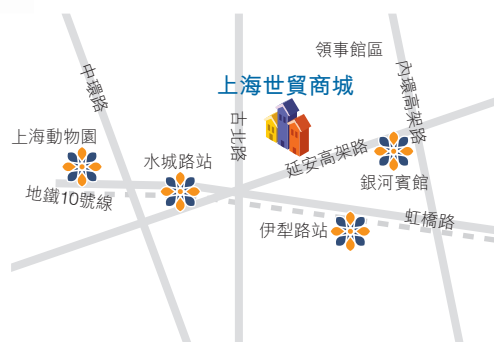 領事館區
上海世貿商城
中環路
內環高架路
古北路
上海動物園
水城路站
延安高架路
銀河賓館
地鐵10號線
虹橋路
伊犁路站